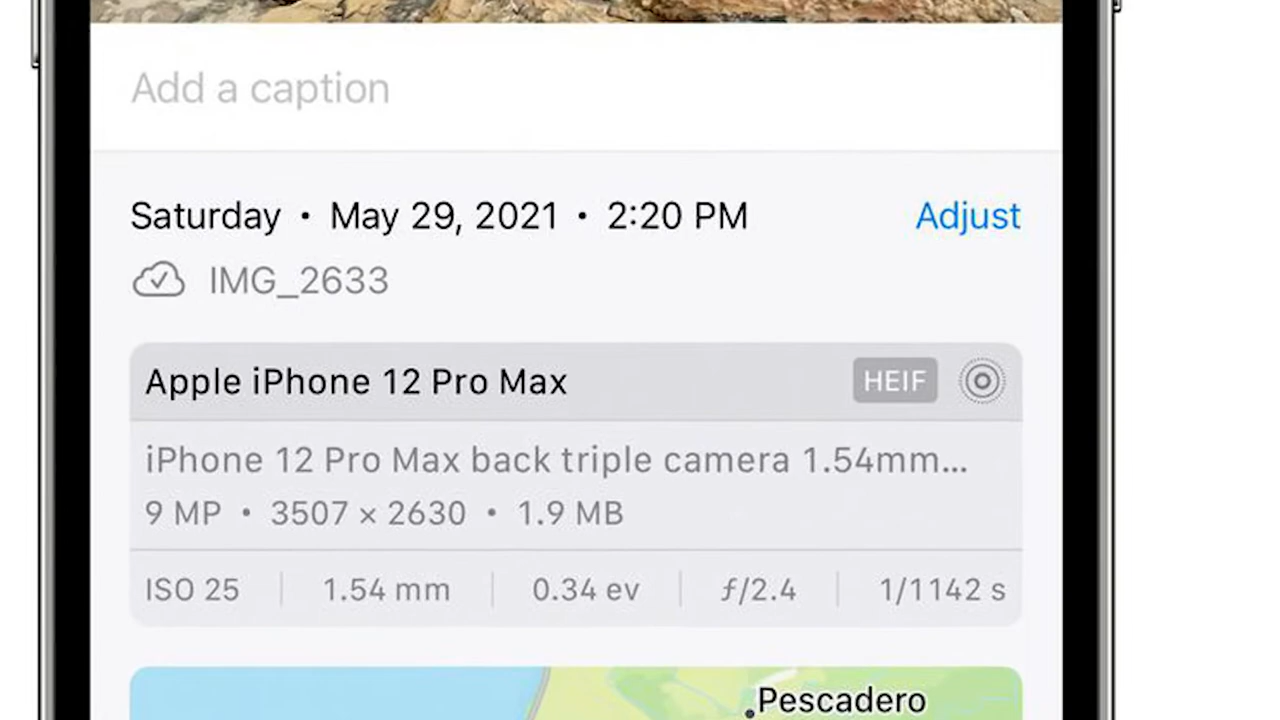 Add a caption
Saturday • May 29, 2021 • 2:20 PM
Adjust
IMG_2633
Apple iPhone 12 Pro Max
HEIF
iPhone 12 Pro Max back triple camera 1.54mm...
9 MP • 3507 × 2630 • 1.9 MB
ISO 25 | 1.54 mm | 0.34 ev | ƒ/2.4 | 1/1142 s
Pescadero